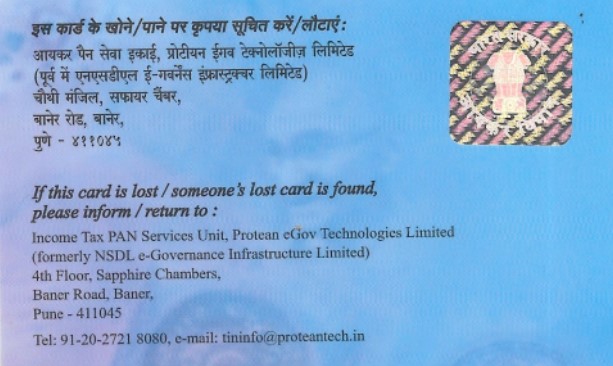 इस कार्ड के खोने/पाने पर कृपया सूचित करें/लौटाएं:
आयकर पैन सेवा इकाई, प्रोटीयन ईगव टेक्नोलॉजीज़ लिमिटेड
(पूर्व में एनएसडीएल ई-गवर्नेंस इंफ्रास्ट्रक्चर लिमिटेड)
चौथी मंजिल, सफायर चैंबर,
बानेर रोड, बानेर,
पुणे - ४११०४५
भारत सरकार
आयकर विभाग
If this card is lost / someone's lost card is found,
please inform / return to :
Income Tax PAN Services Unit, Protean eGov Technologies Limited
(formerly NSDL e-Governance Infrastructure Limited)
4th Floor, Sapphire Chambers,
Baner Road, Baner,
Pune - 411045
Tel: 91-20-2721 8080, e-mail: tininfo@proteantech.in